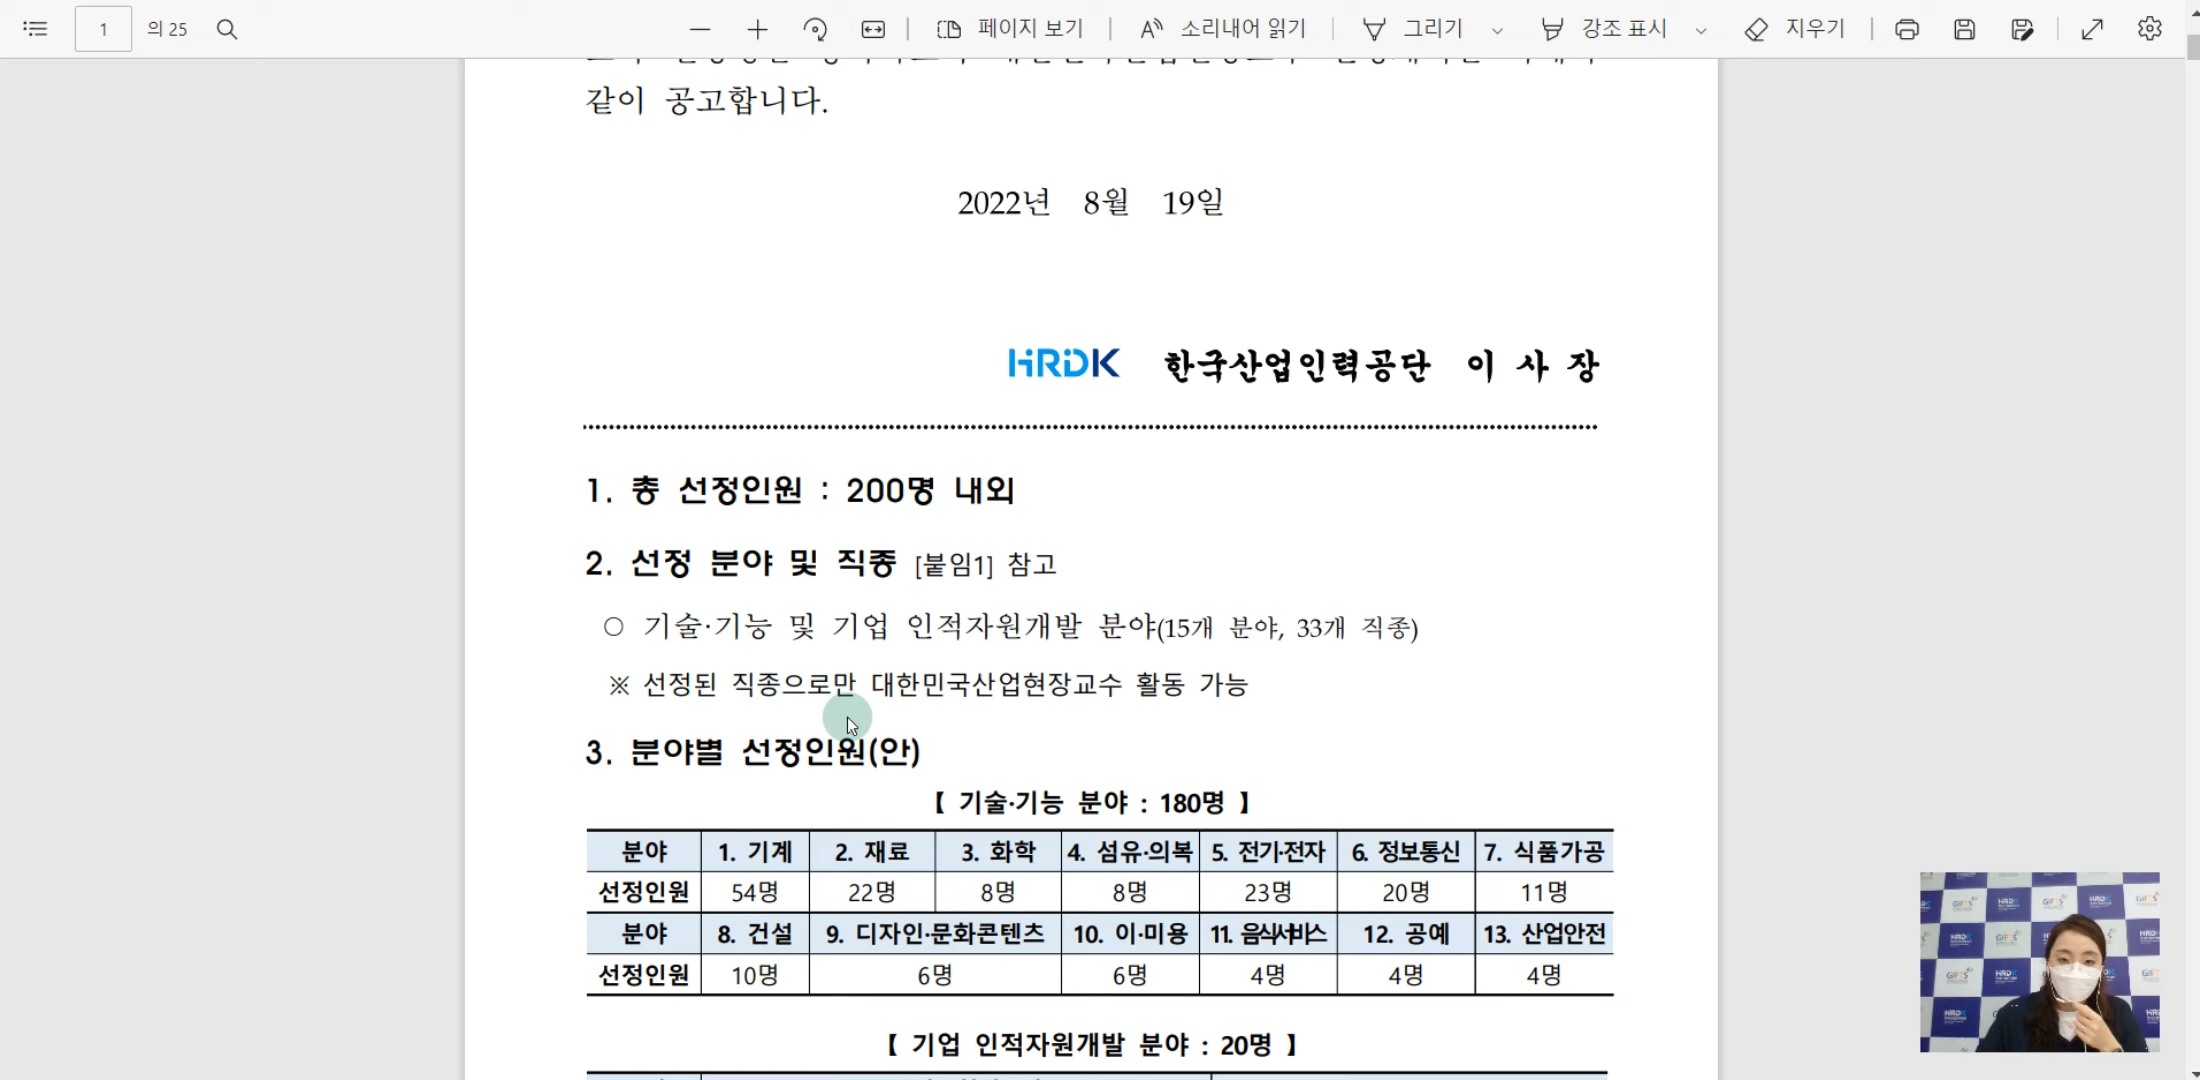 1 의 25 페이지 보기 소리내어 읽기 그리기 강조 표시 지우기
같이 공고합니다.
2022년 8월 19일
HRDK 한국산업인력공단 이 사 장
1. 총 선정인원 : 200명 내외
2. 선정 분야 및 직종 [붙임1] 참고
○ 기술·기능 및 기업 인적자원개발 분야(15개 분야, 33개 직종)
※ 선정된 직종으로만 대한민국산업현장교수 활동 가능
3. 분야별 선정인원(안)
【 기술·기능 분야 : 180명 】
분야 1. 기계 2. 재료 3. 화학 4. 섬유·의복 5. 전기·전자 6. 정보통신 7. 식품가공
선정인원 54명 22명 8명 8명 23명 20명 11명
분야 8. 건설 9. 디자인·문화콘텐츠 10. 이·미용 11. 음식서비스 12. 공예 13. 산업안전
선정인원 10명 6명 6명 4명 4명 4명
【 기업 인적자원개발 분야 : 20명 】
GIFTS HRDK